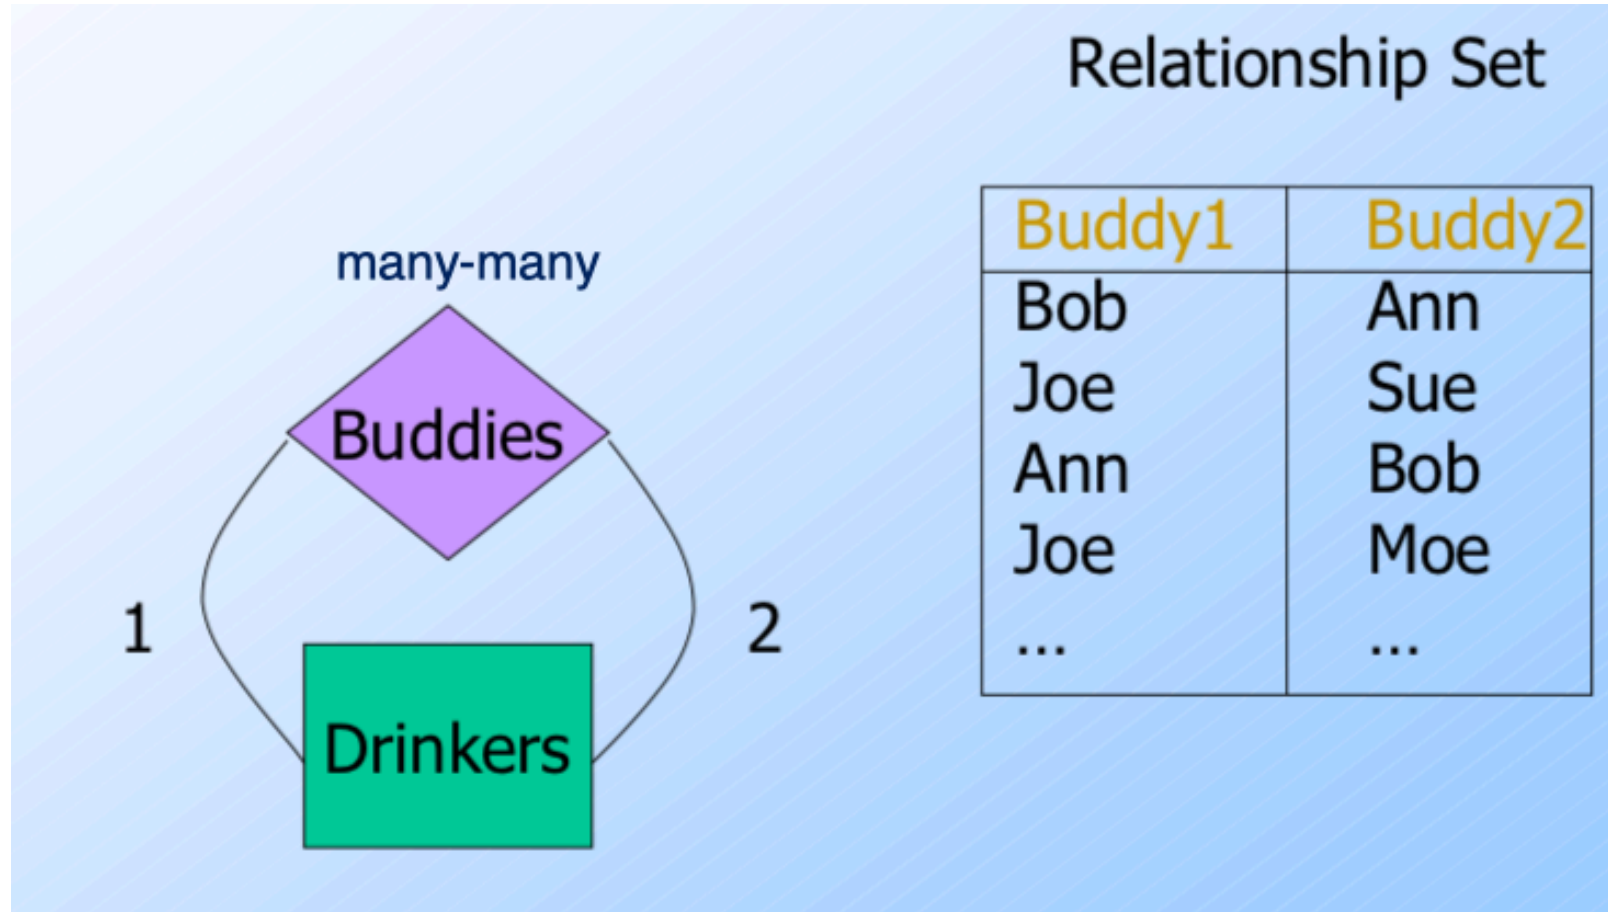 Relationship Set
many-many
Buddies
1
2
Drinkers
Buddy1 Buddy2
Bob Ann
Joe Sue
Ann Bob
Joe Moe
... ...